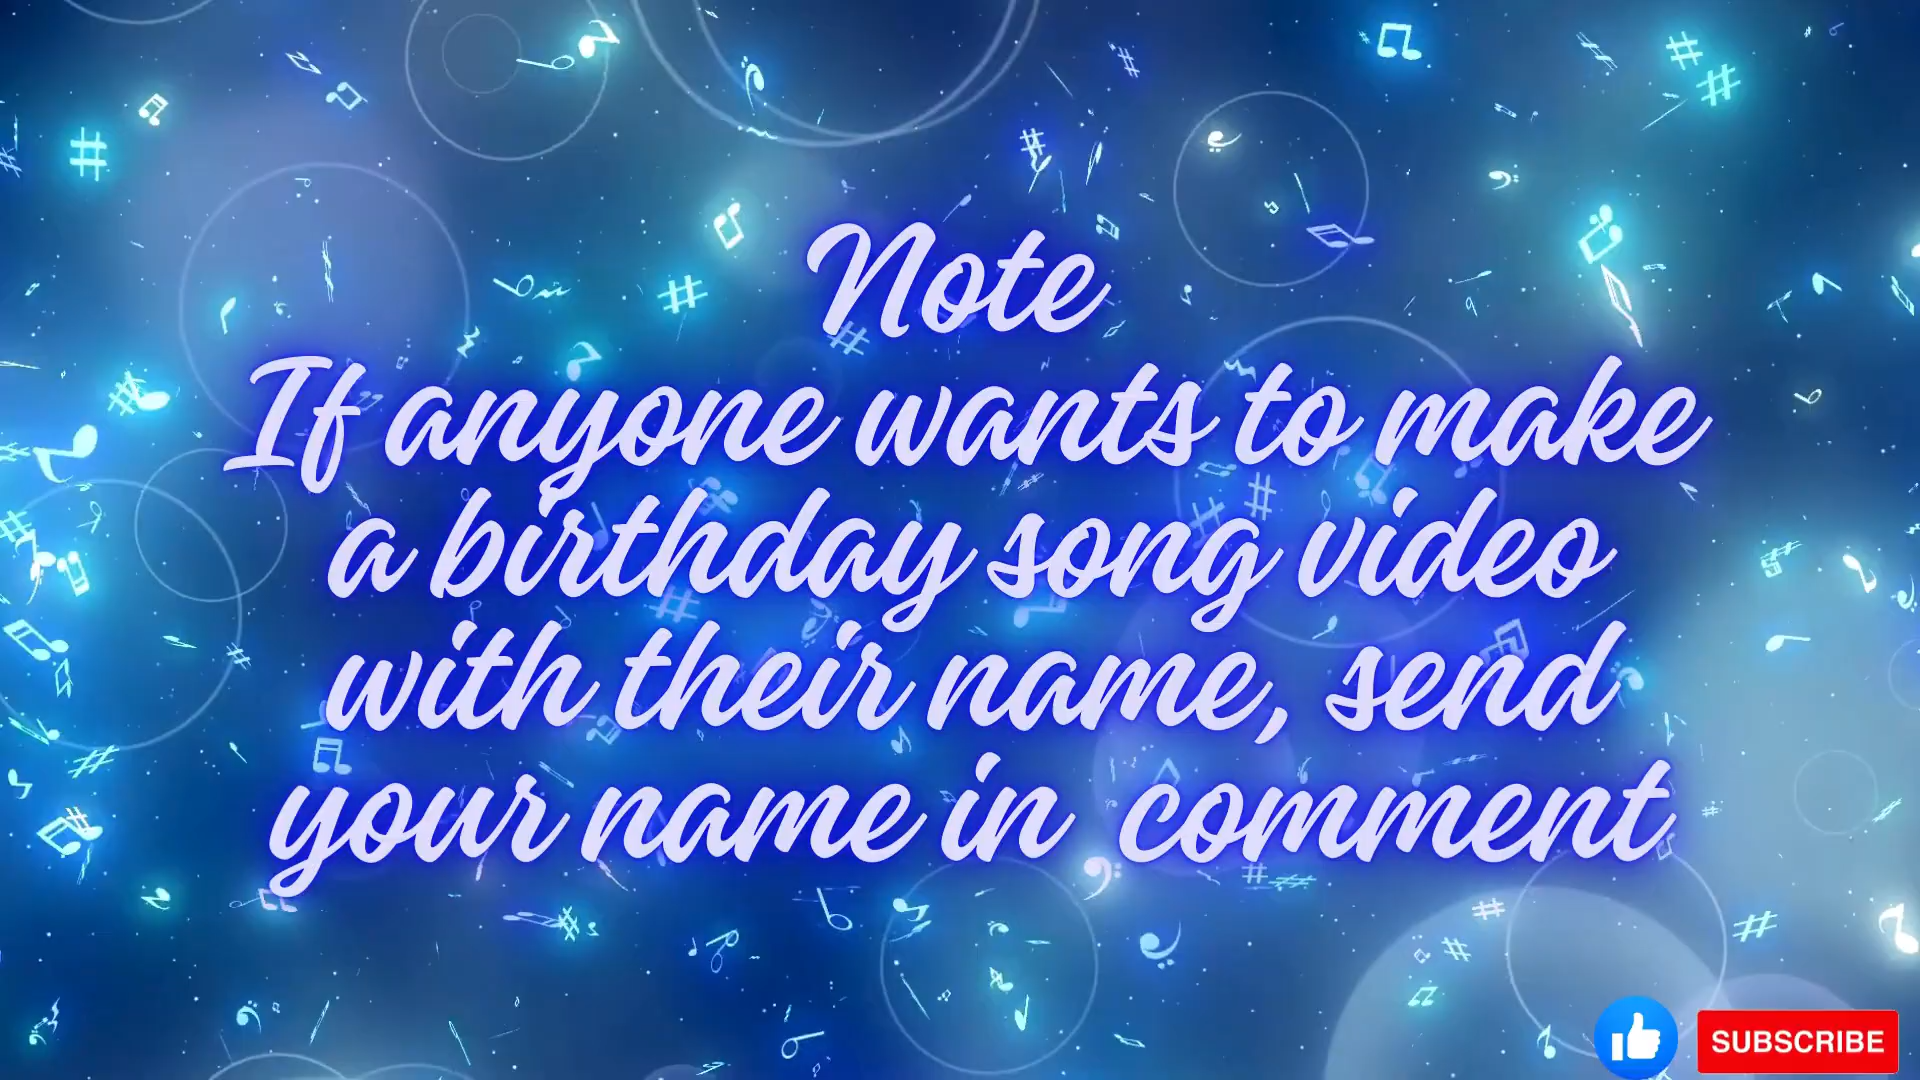 Note
If anyone wants to make
a birthday song video
with their name, send
your name in comment
SUBSCRIBE